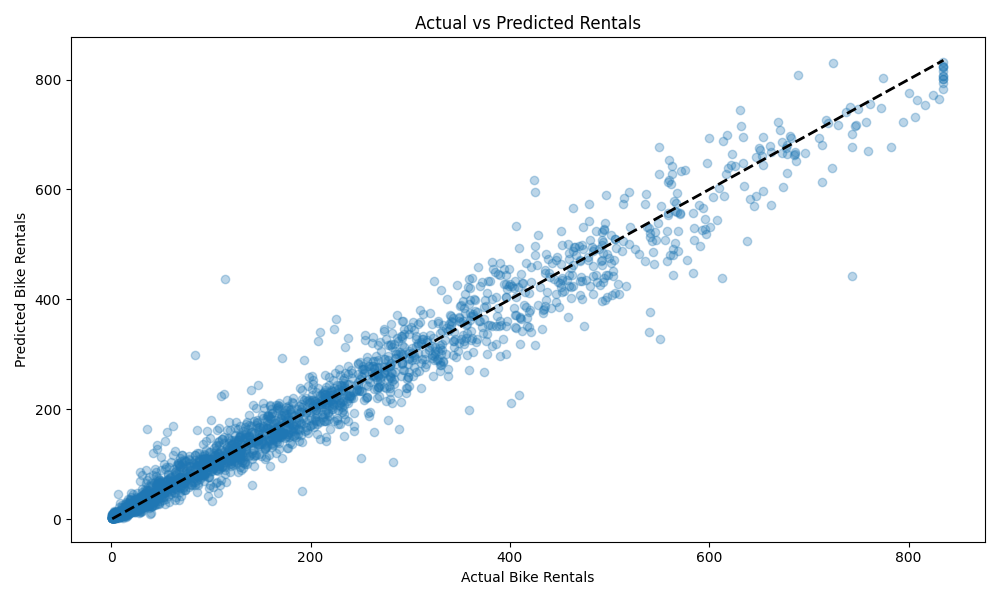 Actual vs Predicted Rentals
800
600
400
200
0
Predicted Bike Rentals
0 200 400 600 800
Actual Bike Rentals